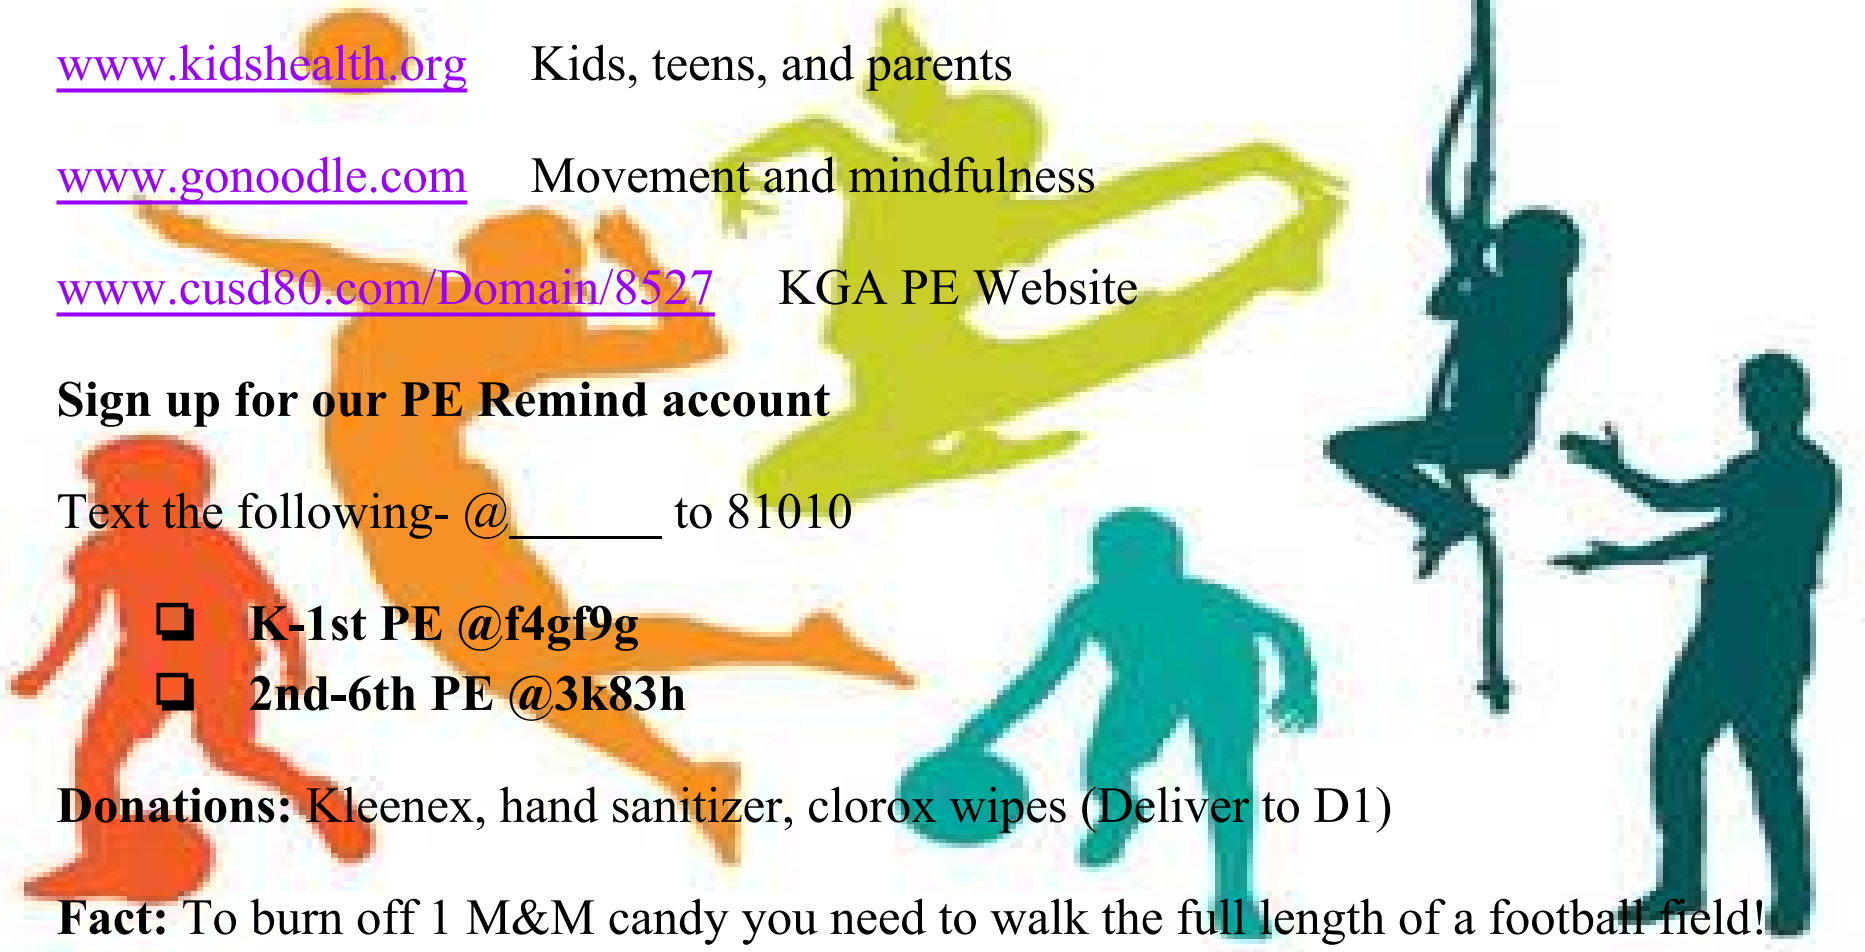 www.kidshealth.org Kids, teens, and parents
www.gonoodle.com Movement and mindfulness
www.cusd80.com/Domain/8527 KGA PE Website
Sign up for our PE Remind account
Text the following- @______ to 81010
❏ K-1st PE @f4gf9g
❏ 2nd-6th PE @3k83h
Donations: Kleenex, hand sanitizer, clorox wipes (Deliver to D1)
Fact: To burn off 1 M&M candy you need to walk the full length of a football field!